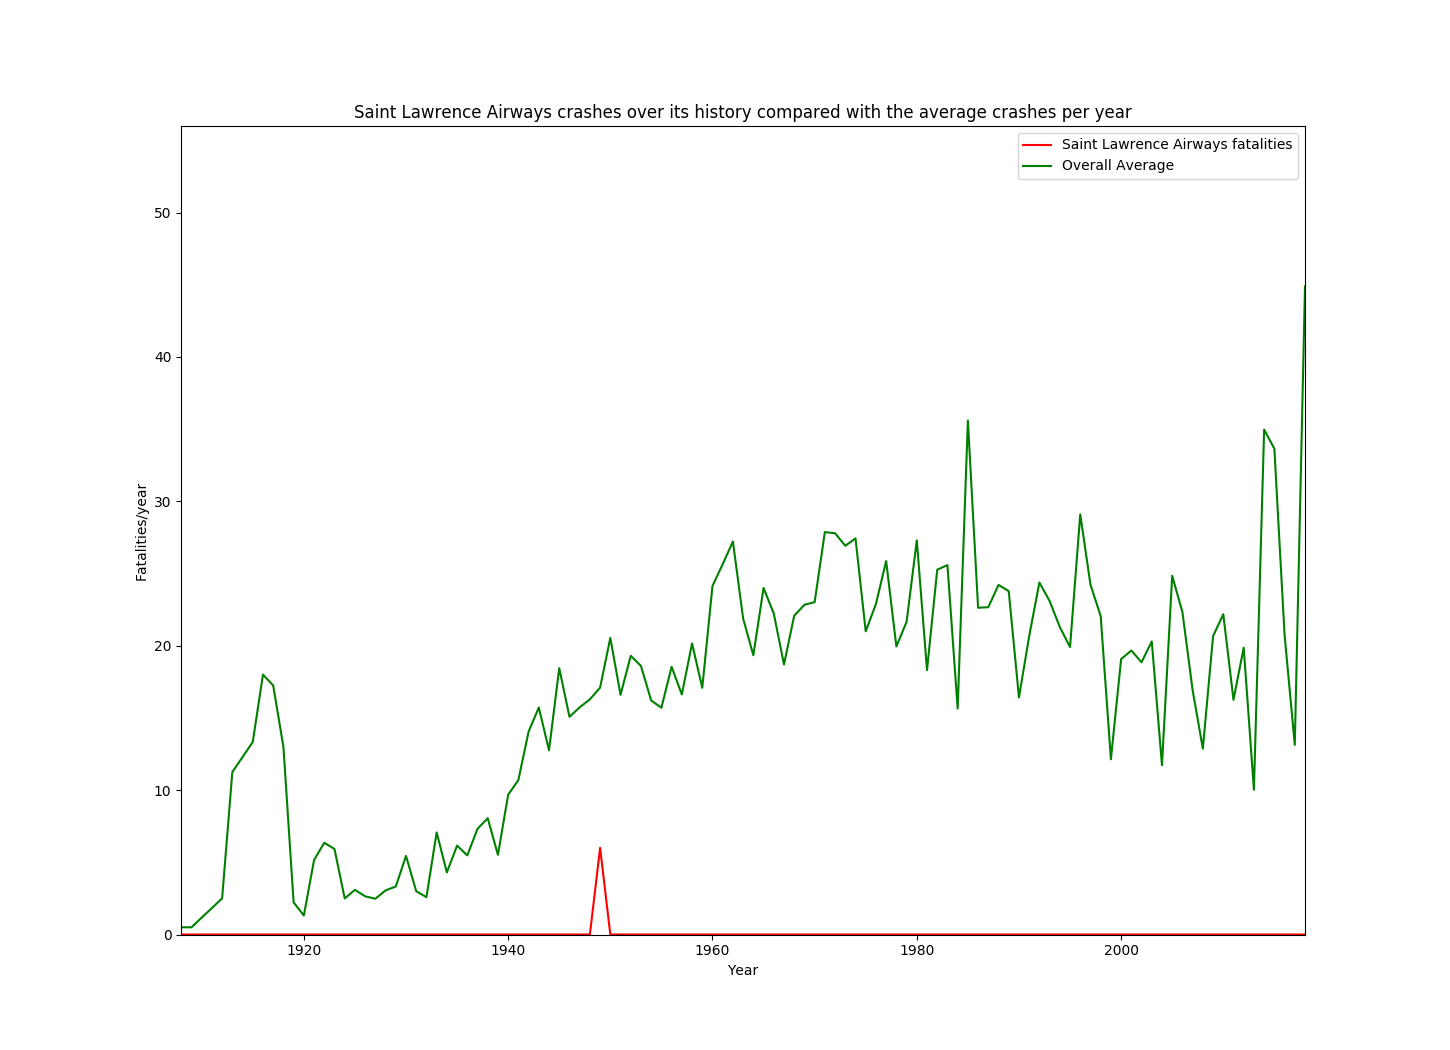 Saint Lawrence Airways crashes over its history compared with the average crashes per year
Saint Lawrence Airways fatalities
Overall Average
50
40
30
20
10
0
Fatalities/year
1920 1940 1960 1980 2000
Year